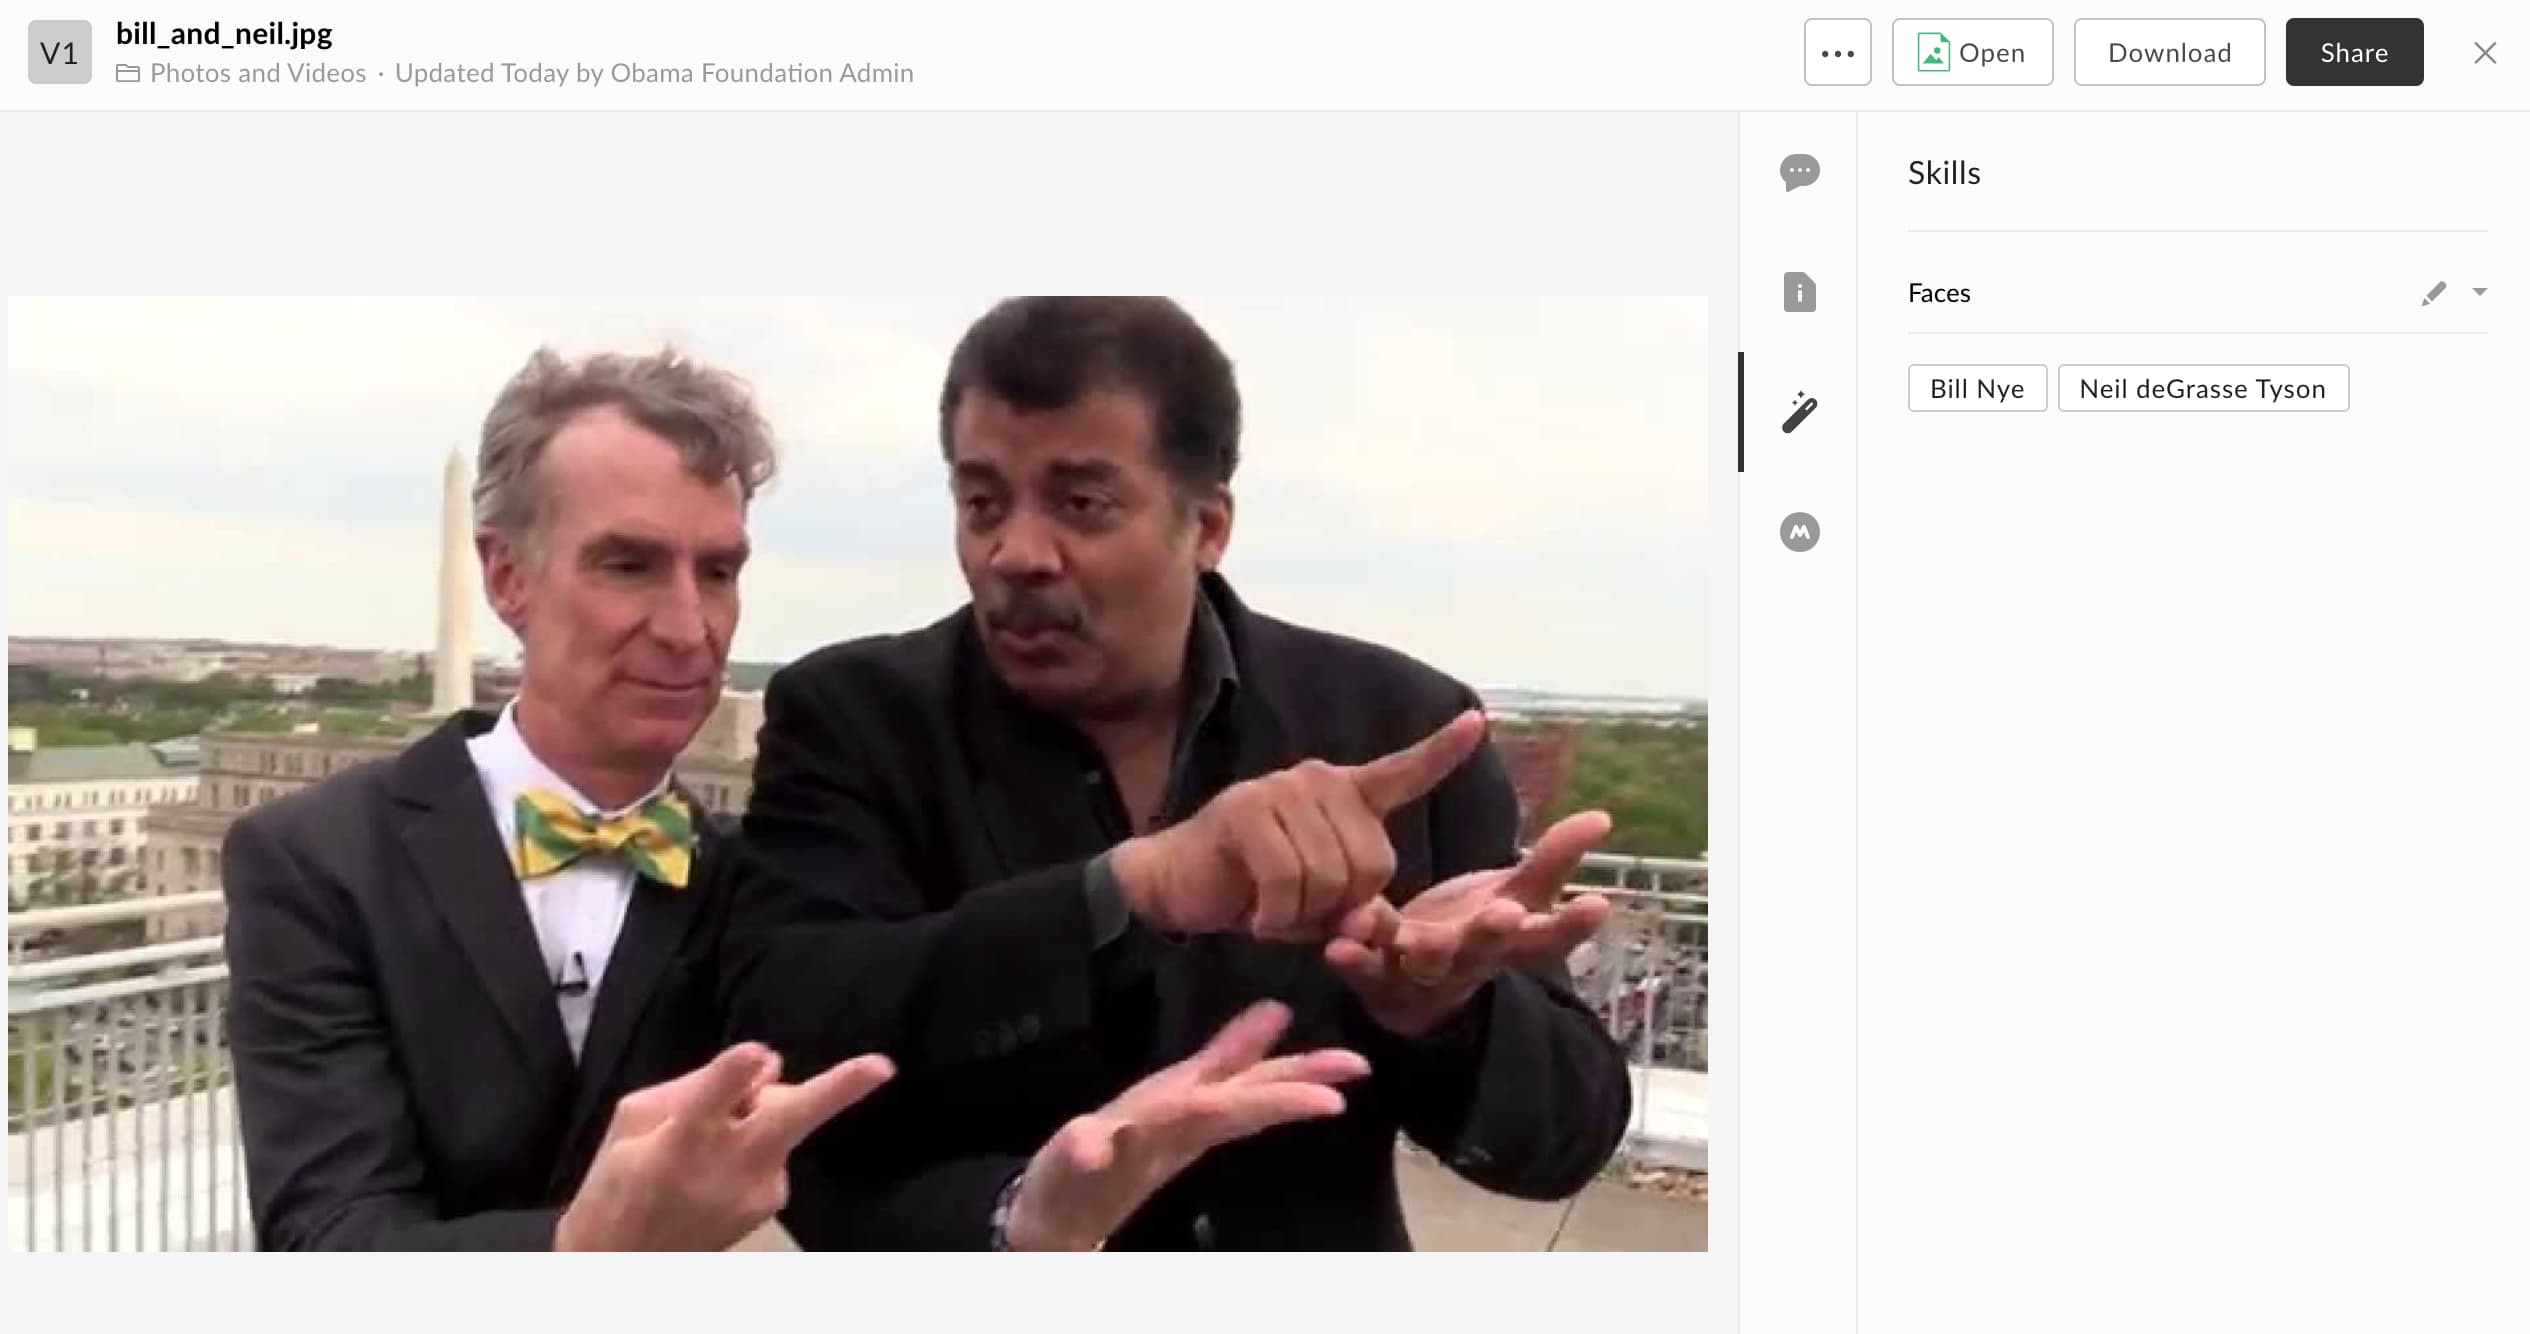 V1
bill_and_neil.jpg
Photos and Videos · Updated Today by Obama Foundation Admin
Open
Download
Share
Skills
Faces
Bill Nye
Neil deGrasse Tyson